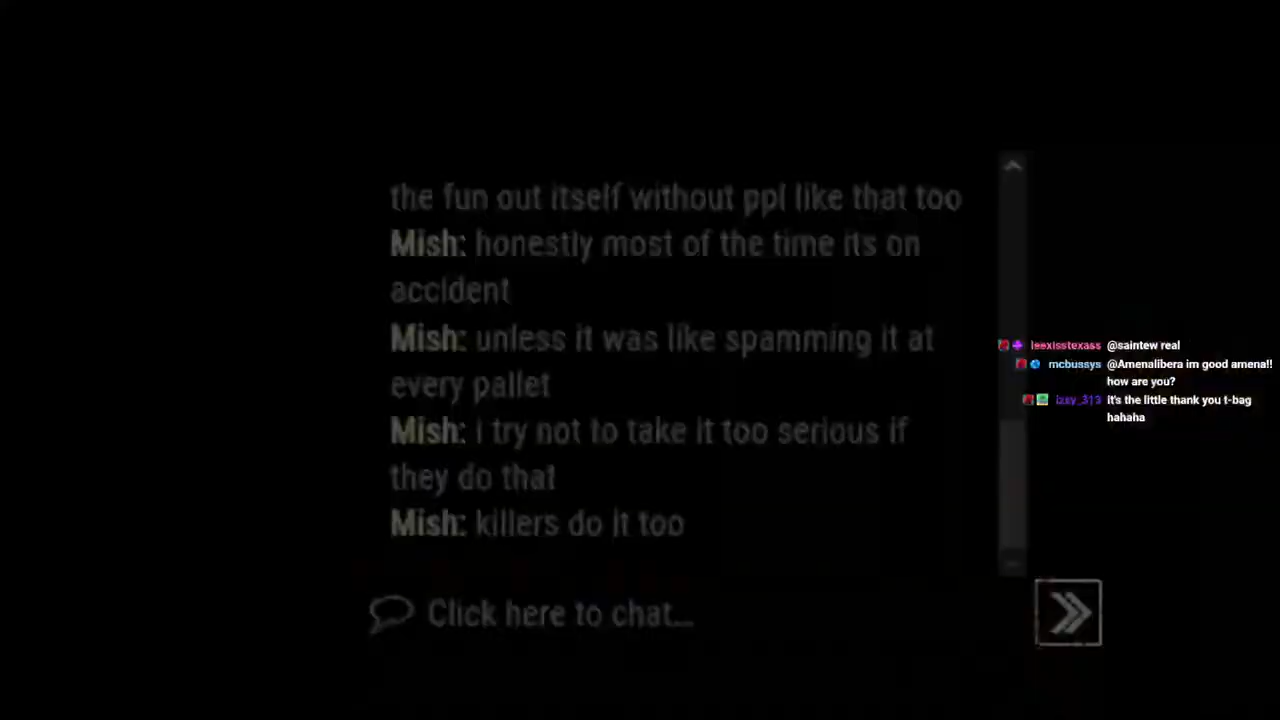 the fun out itself without ppl like that too
Mish: honestly most of the time its on
accident
Mish: unless it was like spamming it at
every pallet
Mish: i try not to take it too serious if
they do that
Mish: killers do it too
Click here to chat...
leexisstexass @saintew real
mcbussys @Amenalibera im good amena!!
how are you?
izzy_313 it's the little thank you t-bag
hahaha